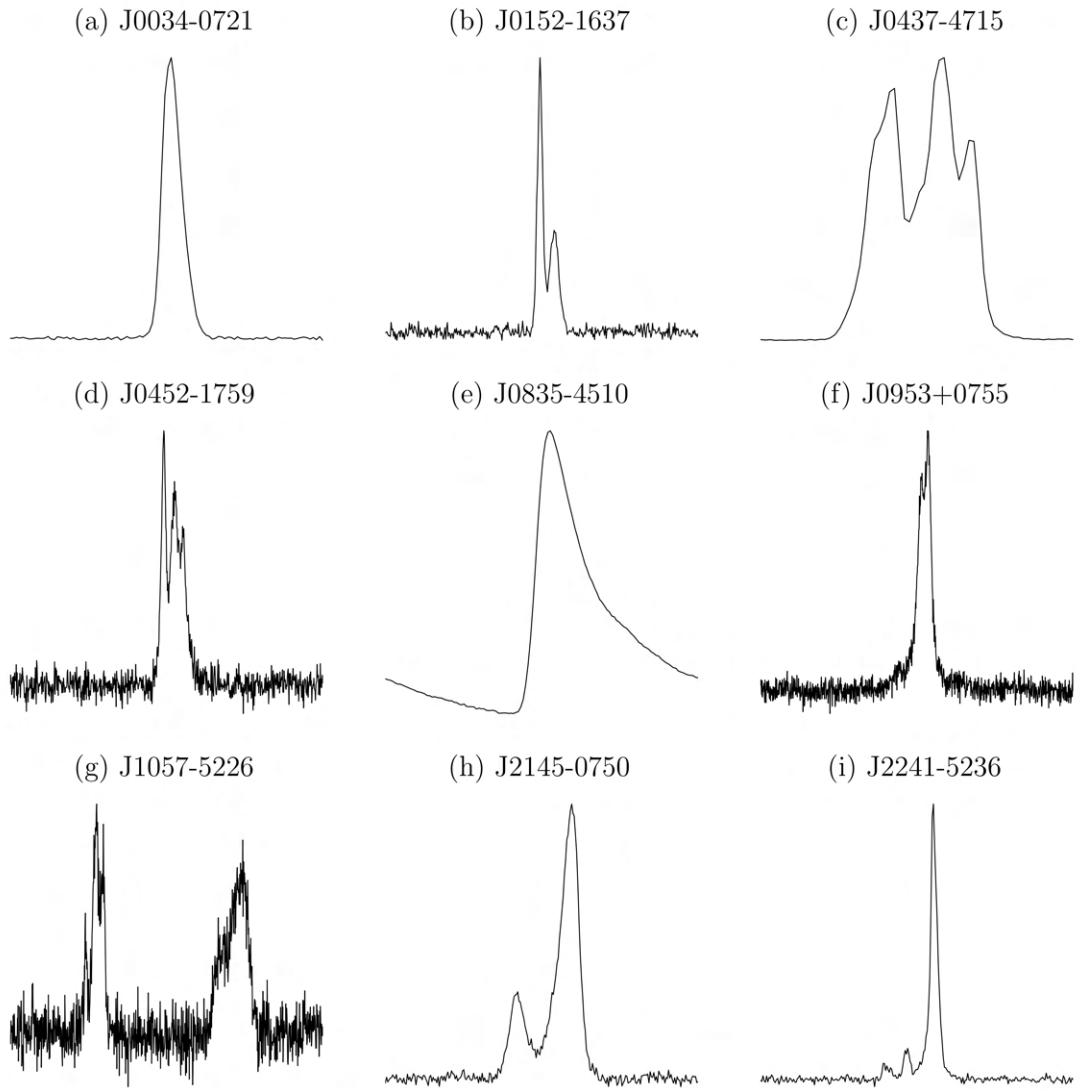 (a) J0034-0721
(b) J0152-1637
(c) J0437-4715
(d) J0452-1759
(e) J0835-4510
(f) J0953+0755
(g) J1057-5226
(h) J2145-0750
(i) J2241-5236